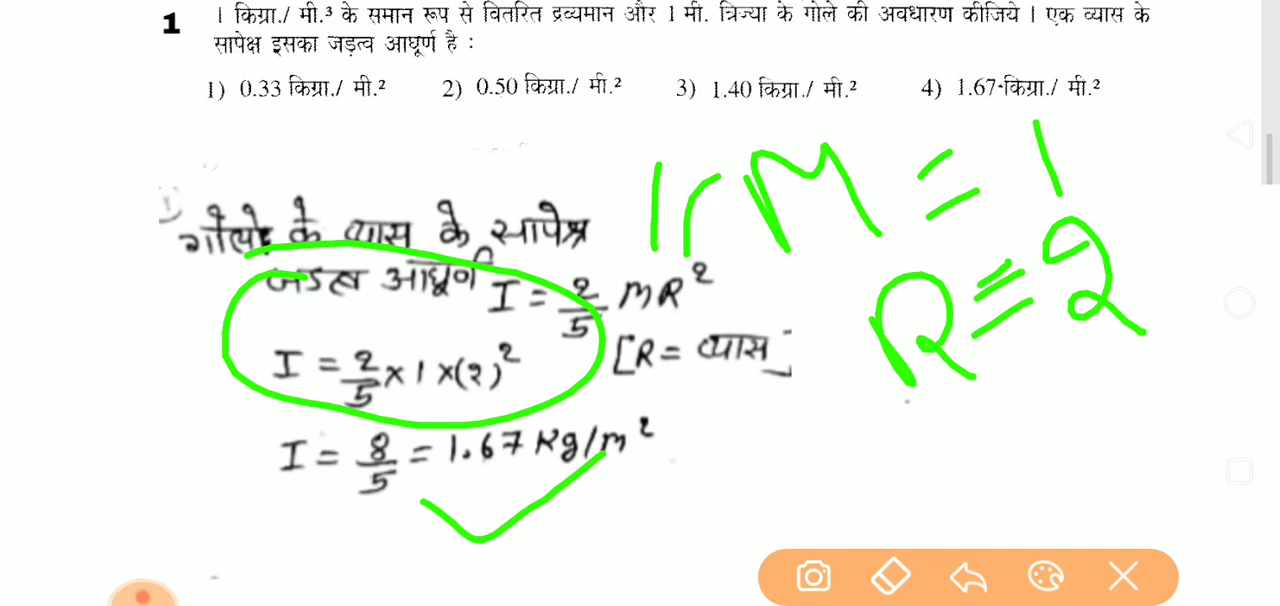 1 । किग्रा./ मी.³ के समान रूप से वितरित द्रव्यमान और 1 मी. त्रिज्या के गोले की अवधारण कीजिये । एक व्यास के
सापेक्ष इसका जड़त्व आघूर्ण है :
1) 0.33 किग्रा./ मी.² 2) 0.50 किग्रा./ मी.² 3) 1.40 किग्रा./ मी.² 4) 1.67 किग्रा./ मी.²
M = 1
R = 2
गोले के व्यास के सापेक्ष
जड़त्व आघूर्ण I = 2/5 MR²
I = 2/5 × 1 × (2)² [R = व्यास]
I = 8/5 = 1.67 Kg/m²